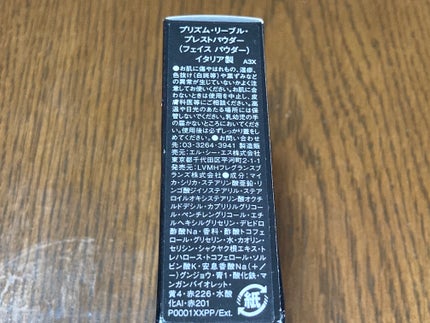 プリズム・リーブル・
プレストパウダー
(フェイス パウダー)
イタリア製 A3X
●お肌に傷やはれもの、湿疹、
色抜け(白斑等)や黒ずみなど
の異常が生じていないかよく注
意してお使いください。お肌に合
わないときは使用を中止し、皮
膚科医等にご相談ください。高
温や日光のあたる場所には保
管しないでください。乳幼児の手
の届かないところにおいてくださ
い。使用後は必ずしっかり蓋をし
てください。
☎03-3264-3941 製造販
売元：エル・シー・エス株式会社
東京都千代田区平河町2-1-1
発売元：LVMHフレグランスブ
ランズ株式会社●成分：マイ
カ・シリカ・ステアリン酸亜鉛・リ
ンゴ酸ジイソステアリル・ステア
ロイルオキシステアリン酸オクチ
ルドデシル・カプリリルグリコー
ル・ペンチレングリコール・エチ
ルヘキシルグリセリン・デヒドロ
酢酸Na・香料・酢酸トコフェ
ロール・グリセリン・水・カオリン・
セリシン・シャクヤク根エキス・ト
レハロース・トコフェロール・ソル
ビン酸K・安息香酸Na（+／
−）グンジョウ・青1・酸化鉄・マ
ンガンバイオレット・
黄4・赤226・水酸
化Al・赤201
P0001XXPP/Ext.
紙